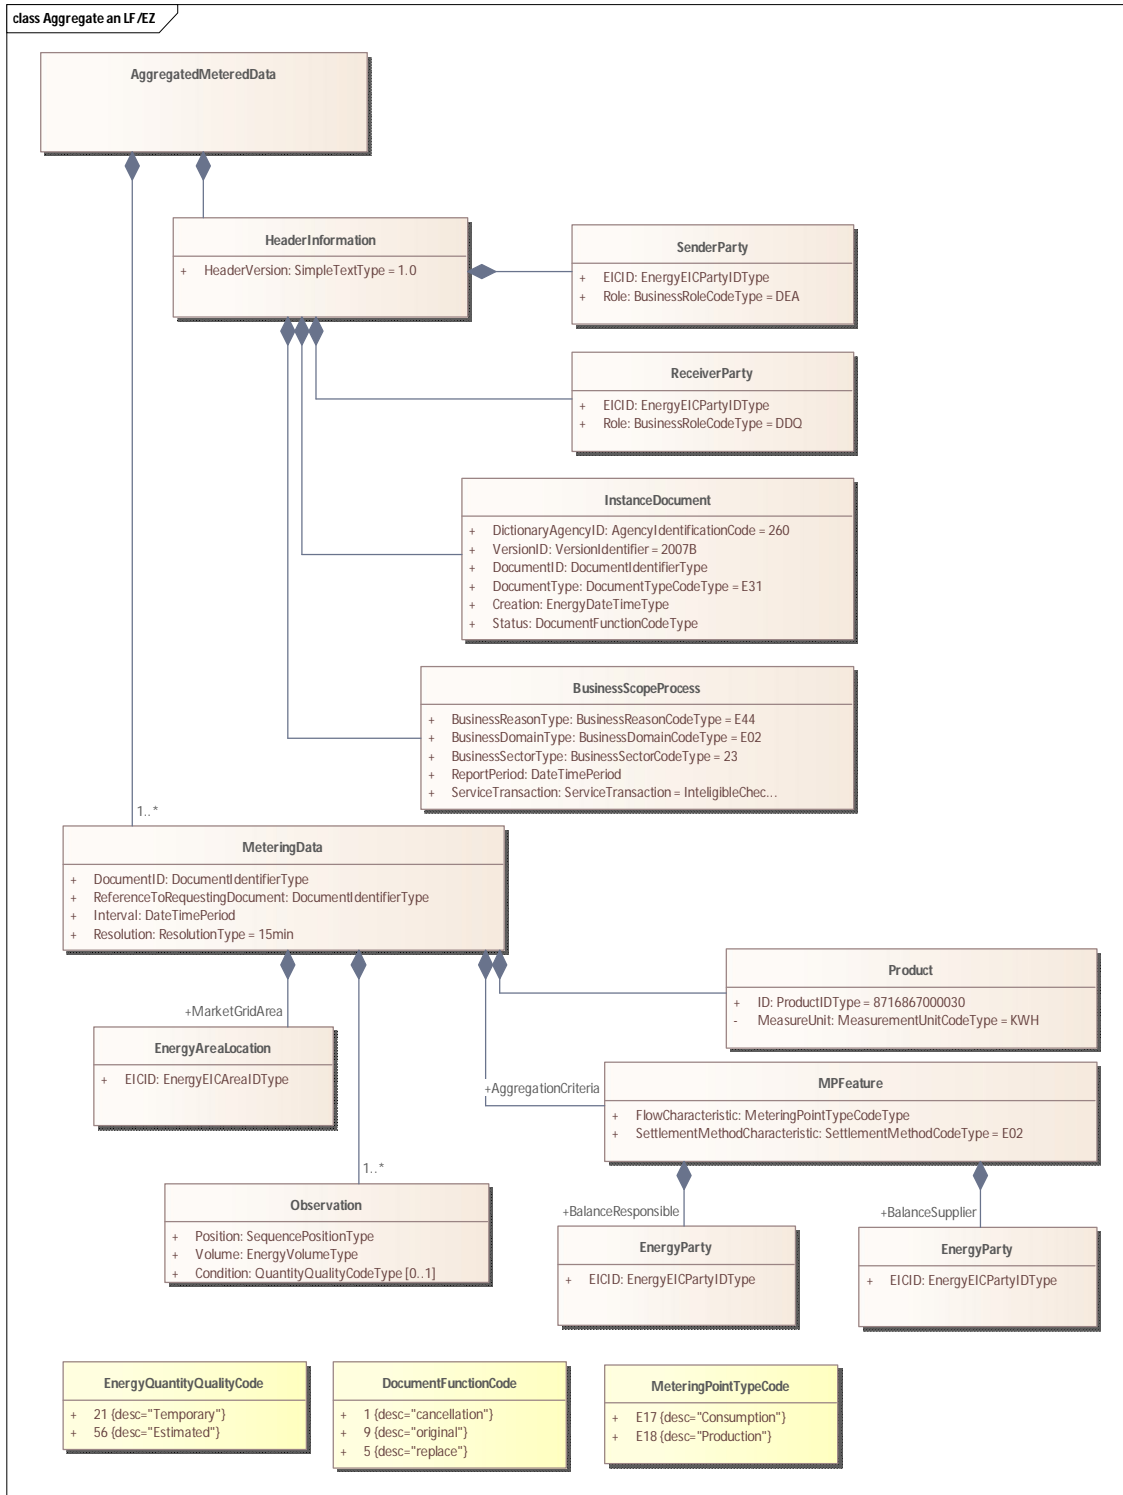 class Aggregate an LF/EZ
AggregatedMeteredData
HeaderInformation
+ HeaderVersion: SimpleTextType = 1.0
SenderParty
+ EICID: EnergyEICPartyIDType
+ Role: BusinessRoleCodeType = DEA
ReceiverParty
+ EICID: EnergyEICPartyIDType
+ Role: BusinessRoleCodeType = DDQ
InstanceDocument
+ DictionaryAgencyID: AgencyIdentificationCode = 260
+ VersionID: VersionIdentifier = 2007B
+ DocumentID: DocumentIdentifierType
+ DocumentType: DocumentTypeCodeType = E31
+ Creation: EnergyDateTimeType
+ Status: DocumentFunctionCodeType
BusinessScopeProcess
+ BusinessReasonType: BusinessReasonCodeType = E44
+ BusinessDomainType: BusinessDomainCodeType = E02
+ BusinessSectorType: BusinessSectorCodeType = 23
+ ReportPeriod: DateTimePeriod
+ ServiceTransaction: ServiceTransaction = InteligibleChec...
1..*
MeteringData
+ DocumentID: DocumentIdentifierType
+ ReferenceToRequestingDocument: DocumentIdentifierType
+ Interval: DateTimePeriod
+ Resolution: ResolutionType = 15min
Product
+ ID: ProductIDType = 8716867000030
- MeasureUnit: MeasurementUnitCodeType = KWH
+MarketGridArea
EnergyAreaLocation
+ EICID: EnergyEICAreaIDType
+AggregationCriteria
MPFeature
+ FlowCharacteristic: MeteringPointTypeCodeType
+ SettlementMethodCharacteristic: SettlementMethodCodeType = E02
1..*
Observation
+ Position: SequencePositionType
+ Volume: EnergyVolumeType
+ Condition: QuantityQualityCodeType [0..1]
+BalanceResponsible
EnergyParty
+ EICID: EnergyEICPartyIDType
+BalanceSupplier
EnergyParty
+ EICID: EnergyEICPartyIDType
EnergyQuantityQualityCode
+ 21 {desc="Temporary"}
+ 56 {desc="Estimated"}
DocumentFunctionCode
+ 1 {desc="cancellation"}
+ 9 {desc="original"}
+ 5 {desc="replace"}
MeteringPointTypeCode
+ E17 {desc="Consumption"}
+ E18 {desc="Production"}